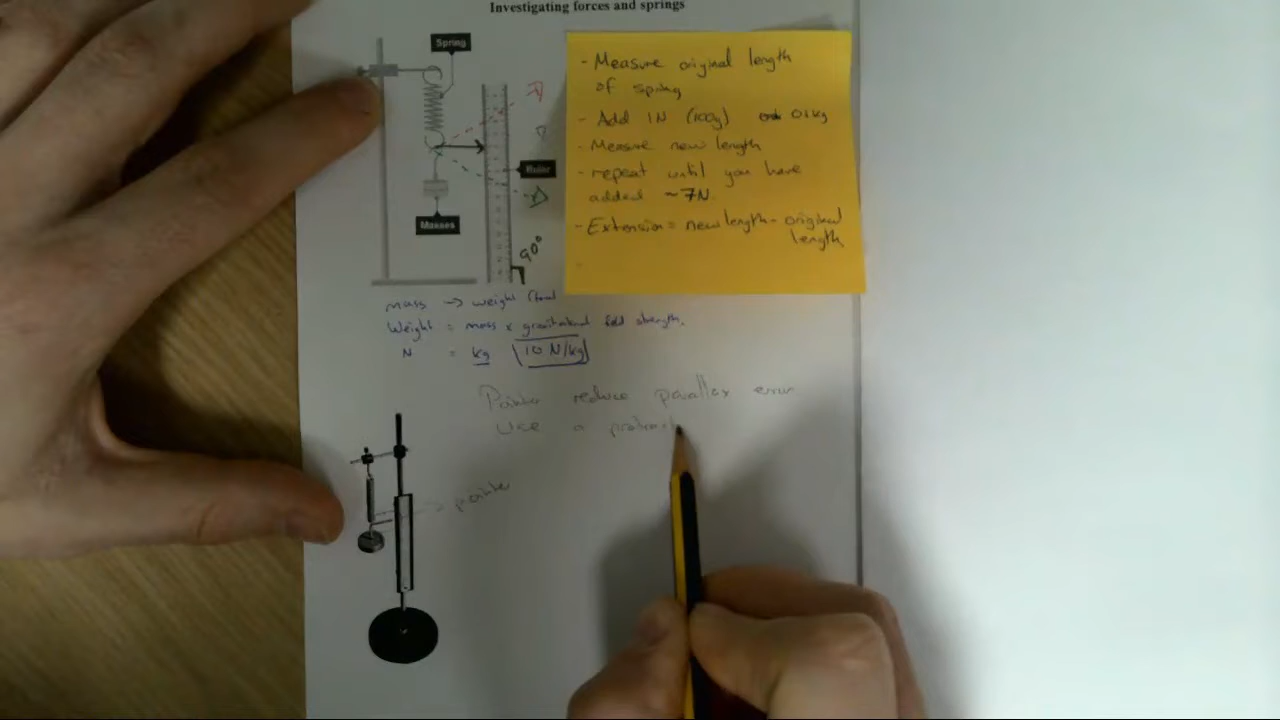 Investigating forces and springs
Spring
Ruler
Masses
90°
- Measure original length
of spring
- Add 1N (100g) 0.1kg
- Measure new length
- repeat until you have
added ~7N.
- Extension = new length - original
length
-
mass → weight (
Weight = mass x gravitational field strength.
N = kg 10 N/kg
Pointer reduce parallax error
Use a protract
→ pointer